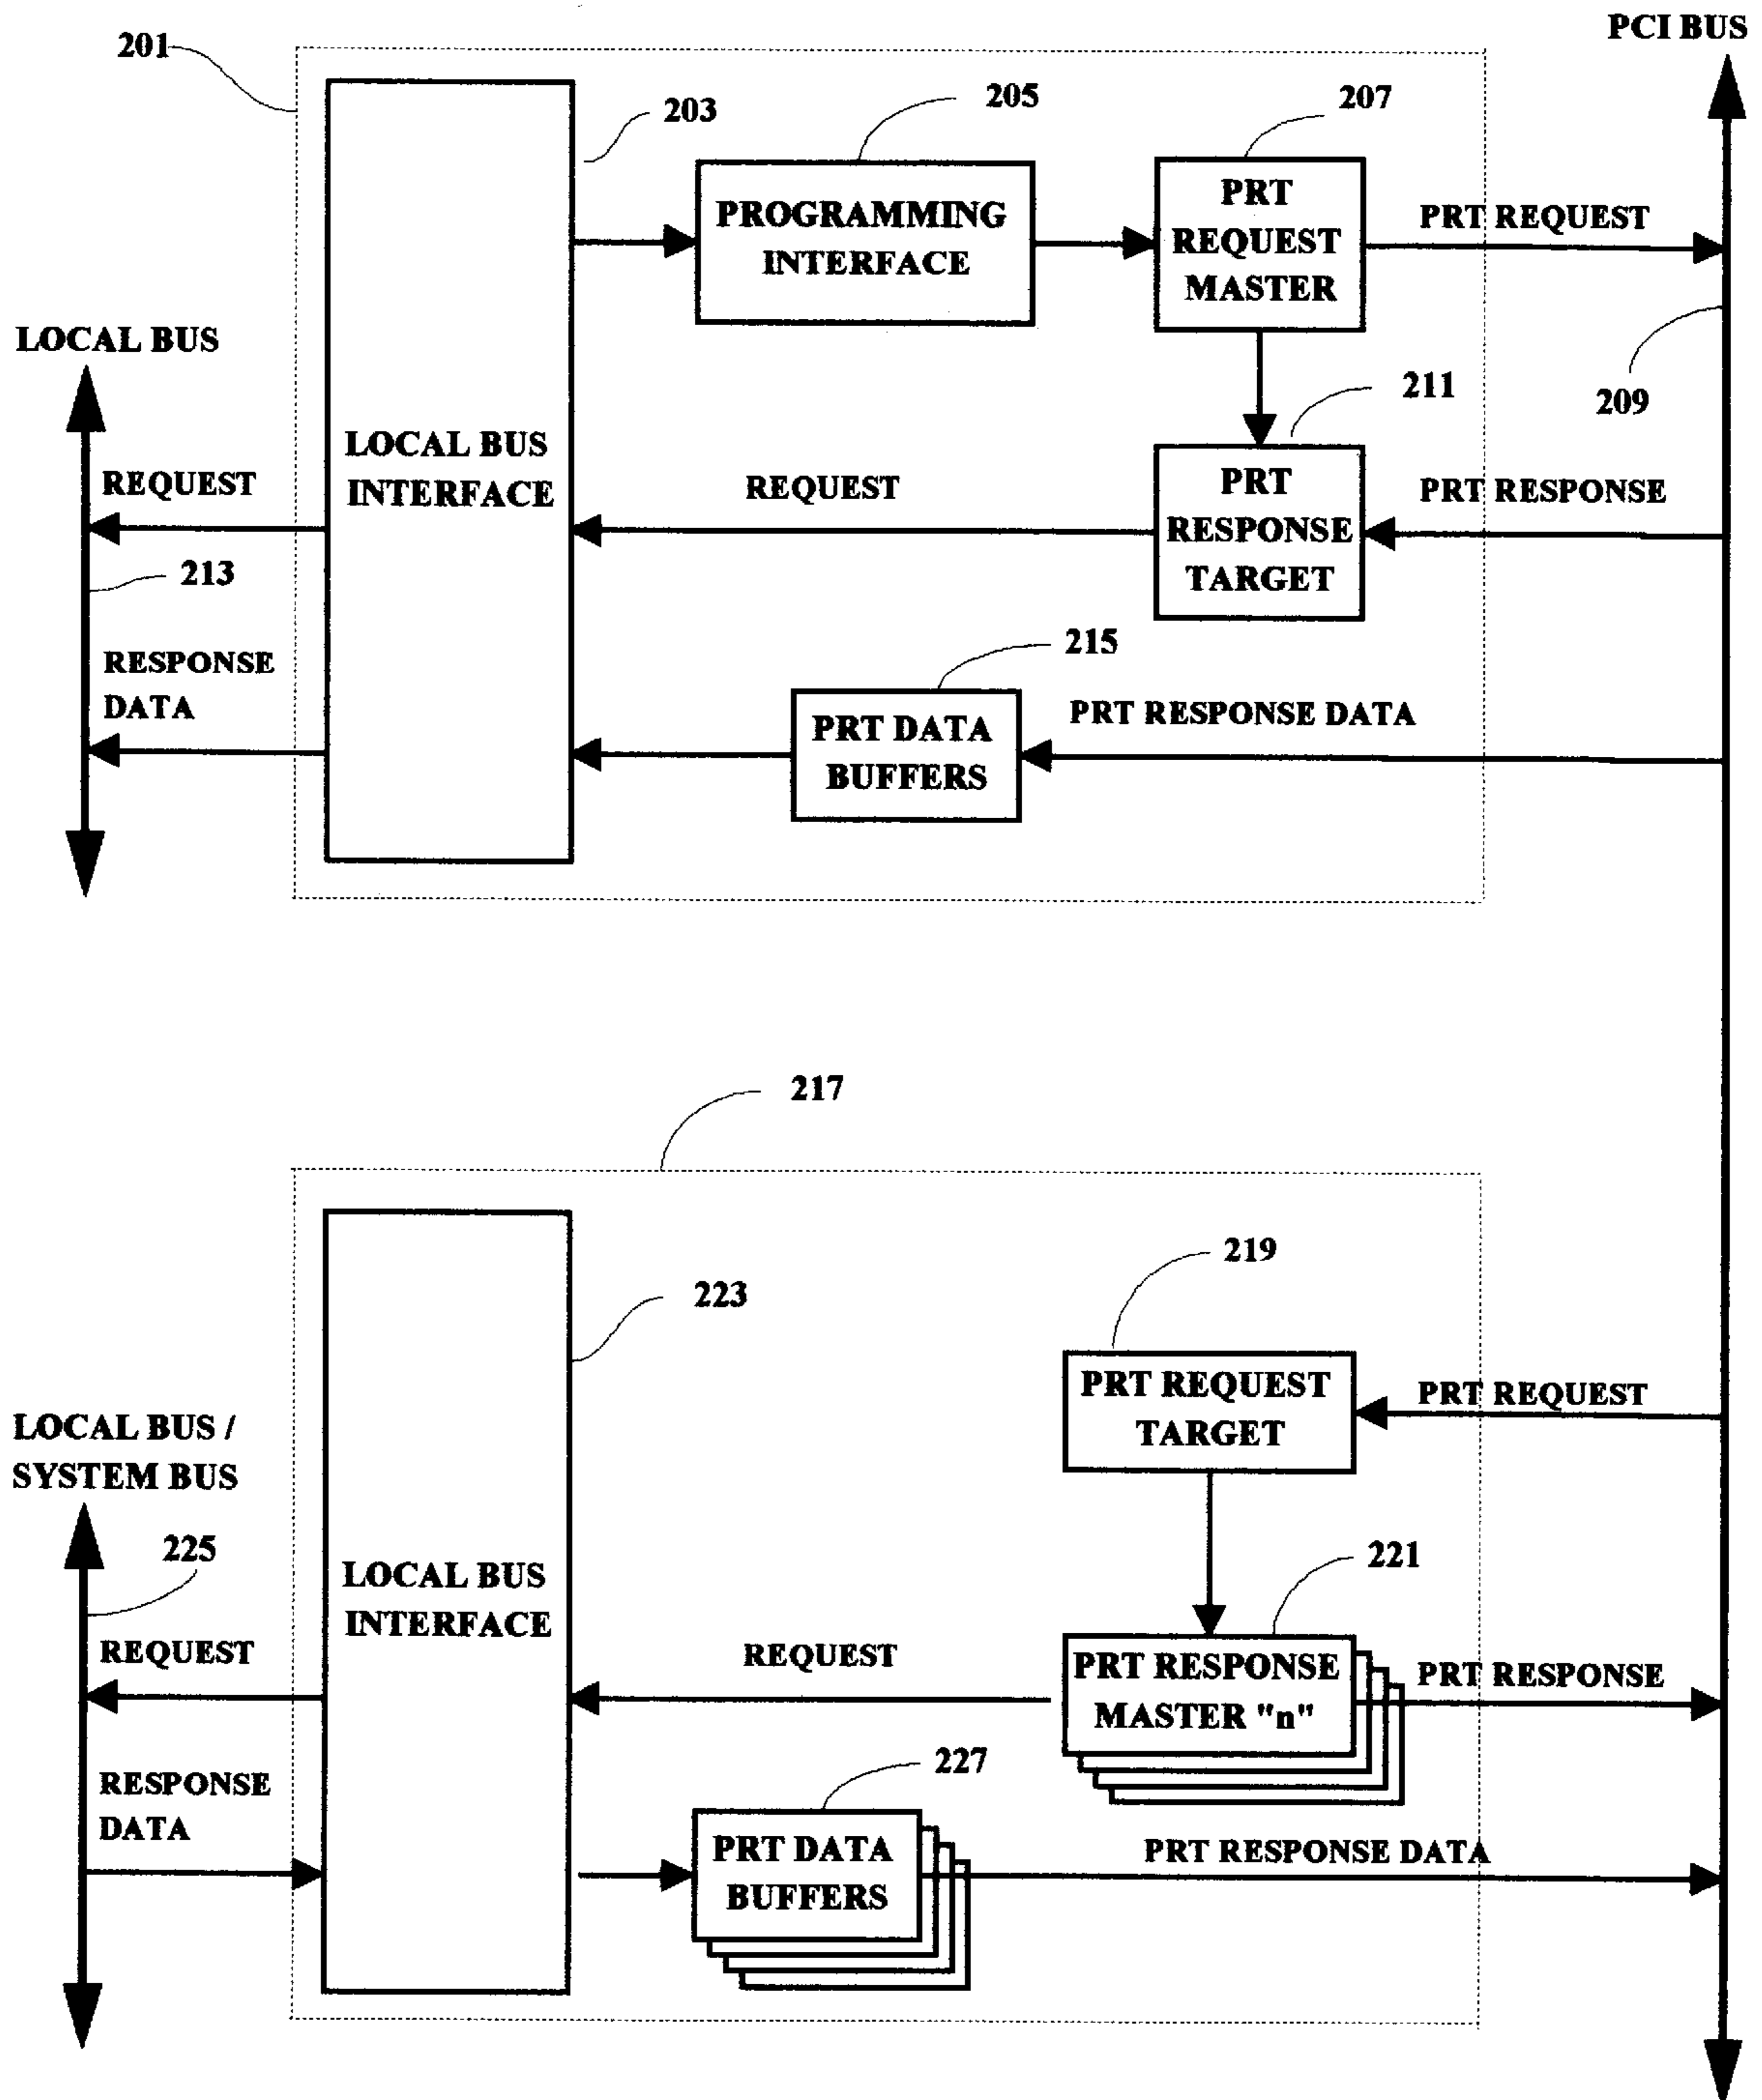 PCI BUS
201
203
205
207
PROGRAMMING
INTERFACE
PRT
REQUEST
MASTER
PRT REQUEST
LOCAL BUS
209
211
LOCAL BUS
INTERFACE
REQUEST
REQUEST
PRT
RESPONSE
TARGET
PRT RESPONSE
213
RESPONSE
DATA
215
PRT DATA
BUFFERS
PRT RESPONSE DATA
217
219
223
PRT REQUEST
TARGET
PRT REQUEST
LOCAL BUS /
SYSTEM BUS
225
221
LOCAL BUS
INTERFACE
REQUEST
REQUEST
PRT RESPONSE
MASTER "n"
PRT RESPONSE
227
RESPONSE
DATA
PRT DATA
BUFFERS
PRT RESPONSE DATA